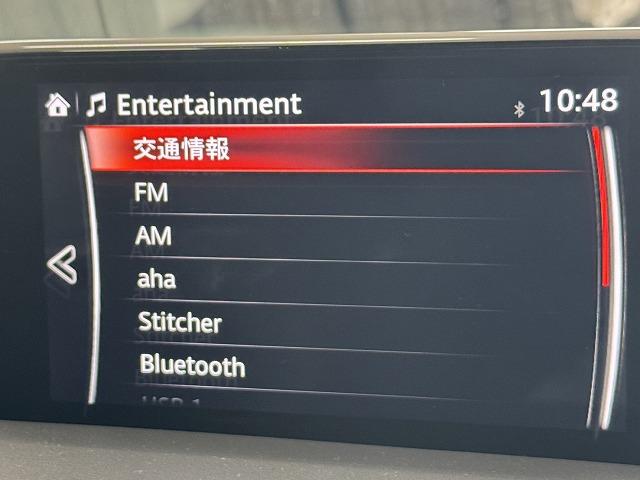 Entertainment 10:48
交通情報
FM
AM
aha
Stitcher
Bluetooth